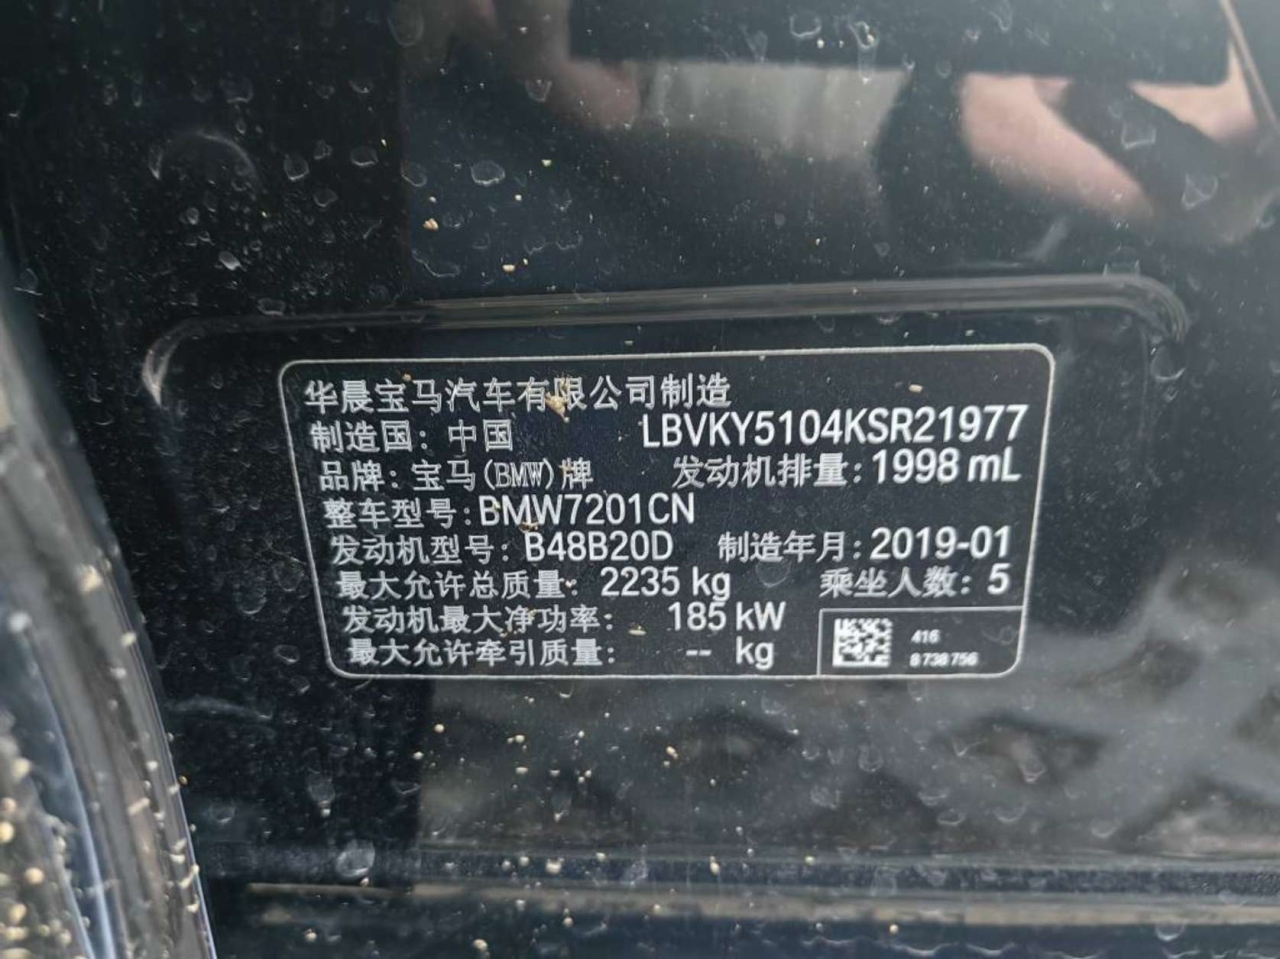 华晨宝马汽车有限公司制造
制造国：中国 LBVKY5104KSR21977
品牌：宝马(BMW)牌 发动机排量：1998 mL
整车型号：BMW7201CN
发动机型号：B48B20D 制造年月：2019-01
最大允许总质量：2235 kg 乘坐人数：5
发动机最大净功率：185 kW
最大允许牵引质量：-- kg
416
8738756